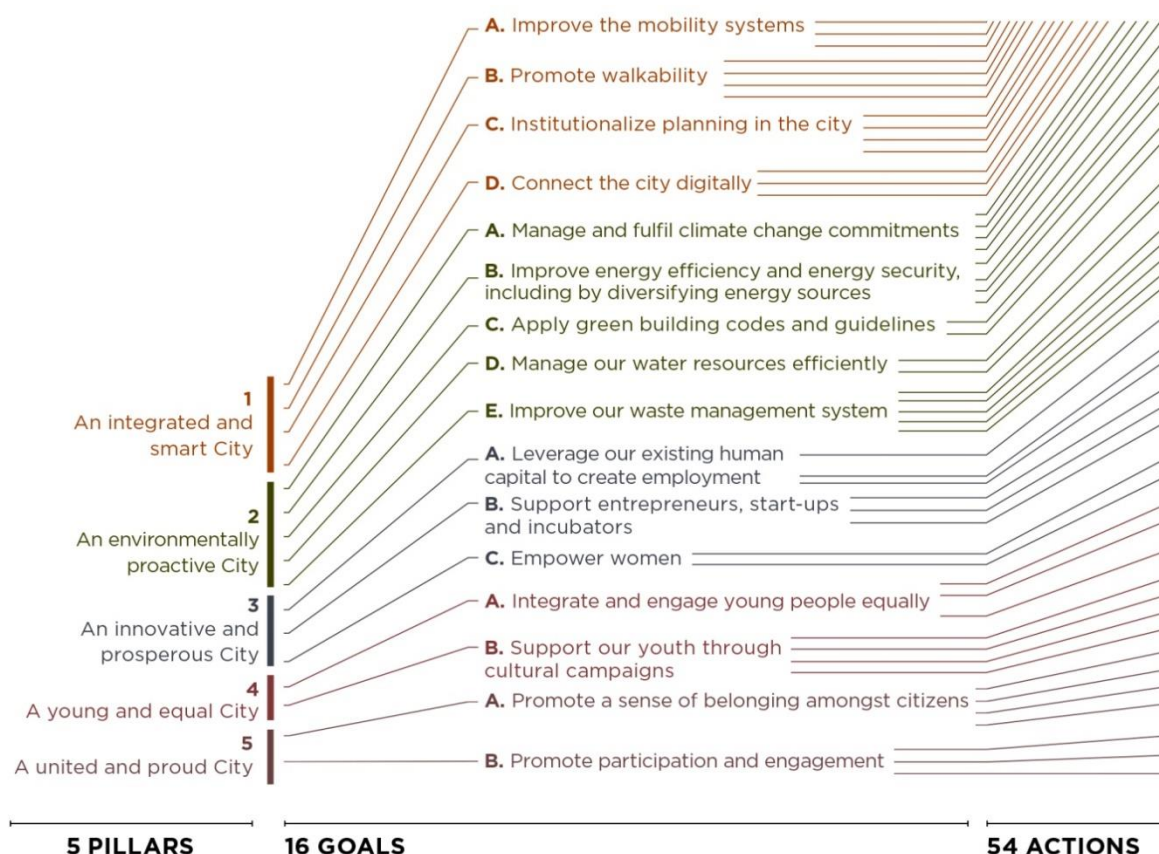 1
An integrated and
smart City
2
An environmentally
proactive City
3
An innovative and
prosperous City
4
A young and equal City
5
A united and proud City
A. Improve the mobility systems
B. Promote walkability
C. Institutionalize planning in the city
D. Connect the city digitally
A. Manage and fulfil climate change commitments
B. Improve energy efficiency and energy security,
including by diversifying energy sources
C. Apply green building codes and guidelines
D. Manage our water resources efficiently
E. Improve our waste management system
A. Leverage our existing human
capital to create employment
B. Support entrepreneurs, start-ups
and incubators
C. Empower women
A. Integrate and engage young people equally
B. Support our youth through
cultural campaigns
A. Promote a sense of belonging amongst citizens
B. Promote participation and engagement
5 PILLARS
16 GOALS
54 ACTIONS